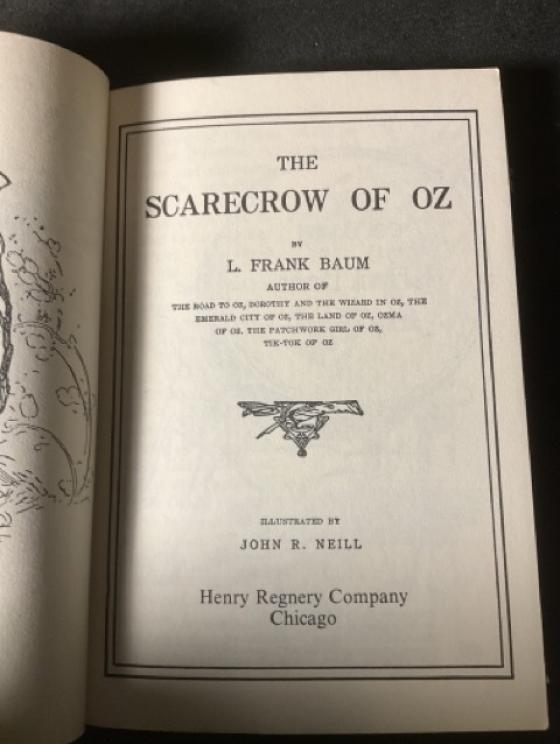 THE
SCARECROW OF OZ
BY
L. FRANK BAUM
AUTHOR OF
THE ROAD TO OZ, DOROTHY AND THE WIZARD IN OZ, THE
EMERALD CITY OF OZ, THE LAND OF OZ, OZMA
OF OZ, THE PATCHWORK GIRL OF OZ,
TIK-TOK OF OZ
ILLUSTRATED BY
JOHN R. NEILL
Henry Regnery Company
Chicago